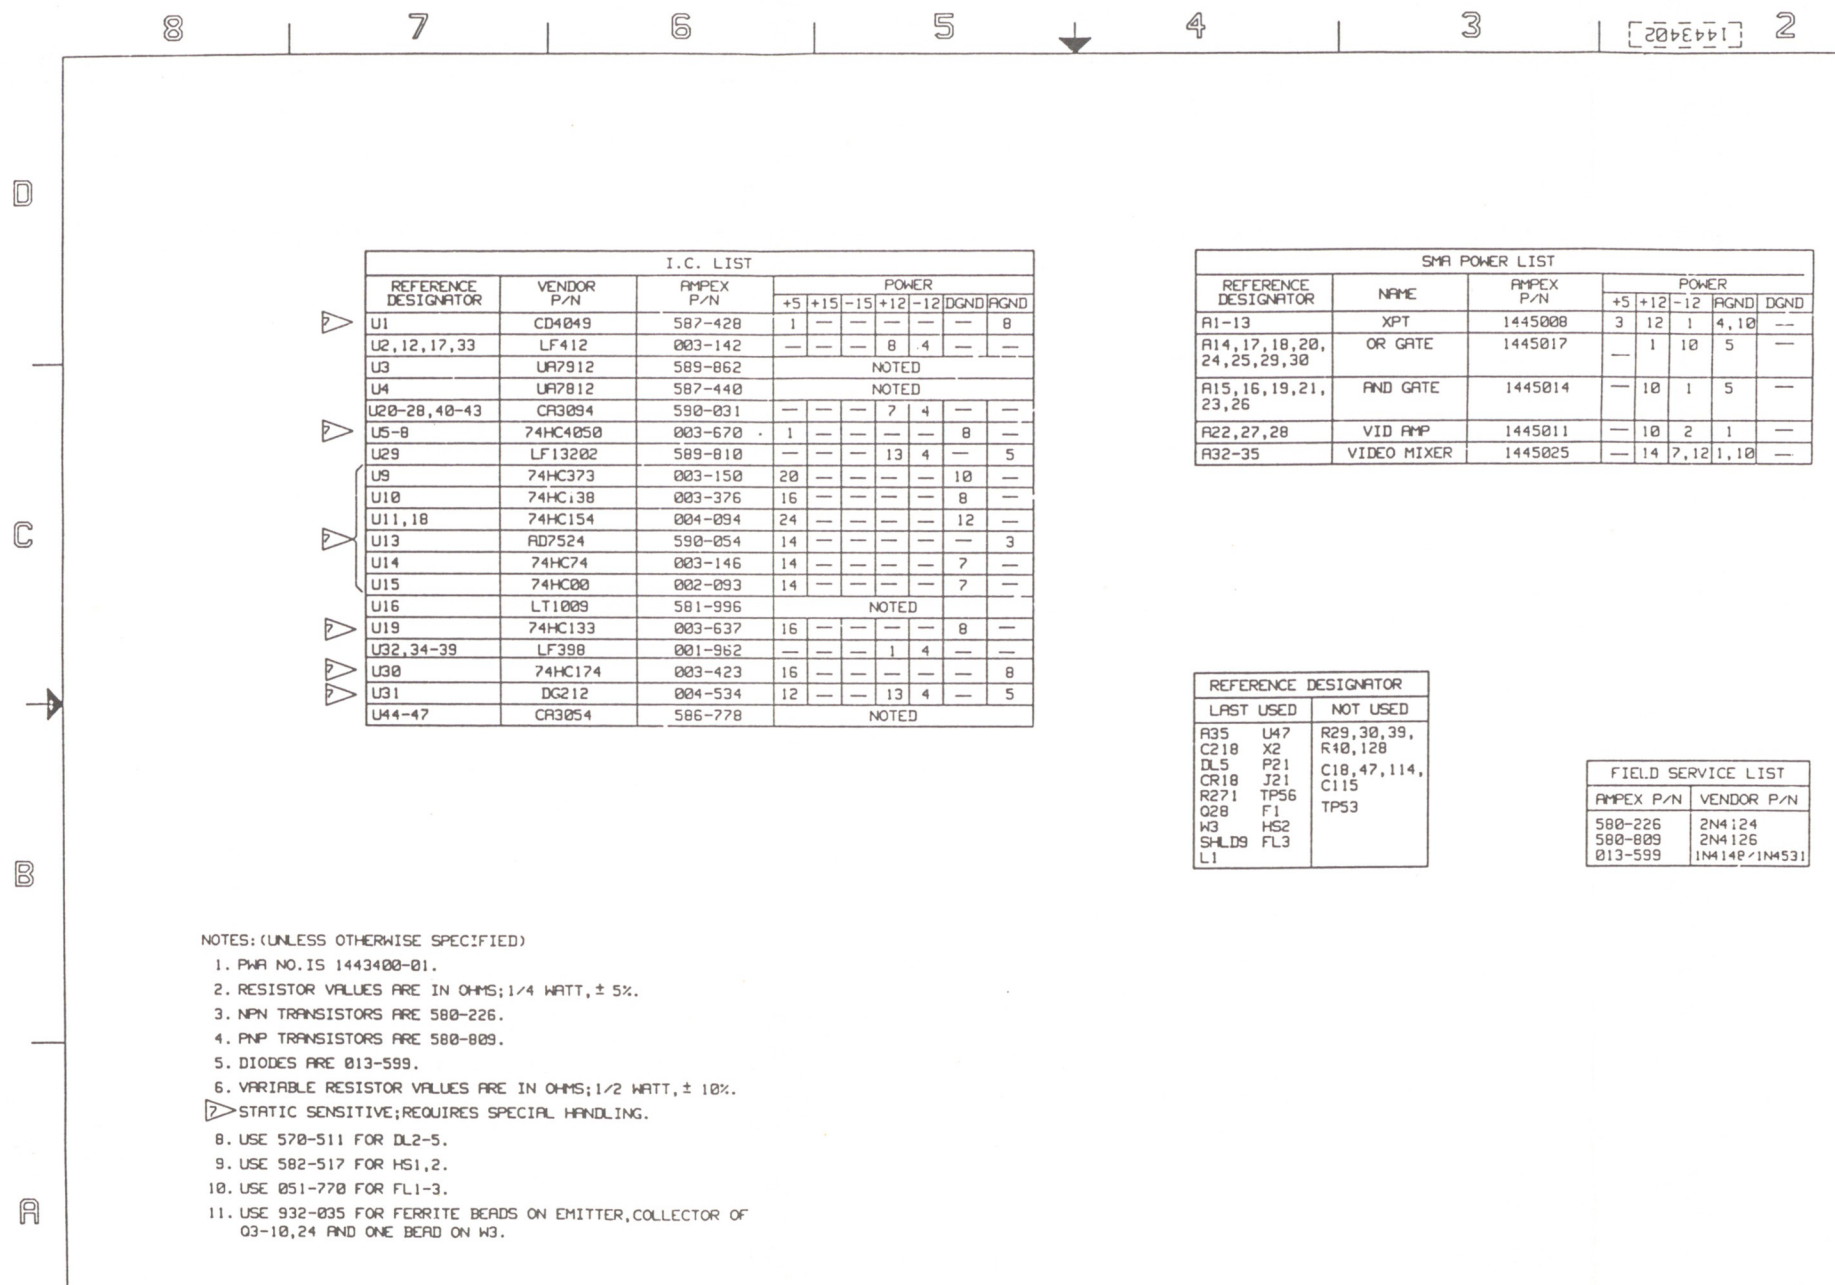 8 7 6 5 4 3 1443402 2
D
C
B
A
I.C. LIST
REFERENCE DESIGNATOR VENDOR P/N AMPEX P/N POWER
+5 +15 -15 +12 -12 DGND AGND
7 U1 CD4049 587-428 1 — — — — — 8
U2,12,17,33 LF412 003-142 — — — 8 4 — —
U3 UA7912 589-862 NOTED
U4 UA7812 587-440 NOTED
U20-28,40-43 CA3094 590-031 — — — 7 4 — —
7 U5-8 74HC4050 003-670 1 — — — — 8 —
U29 LF13202 589-810 — — — 13 4 — 5
U9 74HC373 003-150 20 — — — — 10 —
U10 74HC138 003-376 16 — — — — 8 —
U11,18 74HC154 004-094 24 — — — — 12 —
7 U13 AD7524 590-054 14 — — — — — 3
U14 74HC74 003-146 14 — — — — 7 —
U15 74HC00 002-093 14 — — — — 7 —
U16 LT1009 581-996 NOTED
7 U19 74HC133 003-637 16 — — — — 8 —
U32,34-39 LF398 001-962 — — — 1 4 — —
7 U30 74HC174 003-423 16 — — — — — 8
7 U31 DG212 004-534 12 — — 13 4 — 5
U44-47 CA3054 586-778 NOTED
SMA POWER LIST
REFERENCE DESIGNATOR NAME AMPEX P/N POWER
+5 +12 -12 AGND DGND
A1-13 XPT 1445008 3 12 1 4,10 —
A14,17,18,20, OR GATE 1445017 — 1 10 5 —
24,25,29,30
A15,16,19,21, AND GATE 1445014 — 10 1 5 —
23,26
A22,27,28 VID AMP 1445011 — 10 2 1 —
A32-35 VIDEO MIXER 1445025 — 14 7,12 1,10 —
REFERENCE DESIGNATOR
LAST USED NOT USED
A35 U47 R29,30,39,
C218 X2 R40,128
DL5 P21 C18,47,114,
CR18 J21 C115
R271 TP56 TP53
Q28 F1
W3 HS2
SHLD9 FL3
L1
FIELD SERVICE LIST
AMPEX P/N VENDOR P/N
580-226 2N4124
580-809 2N4126
013-599 1N4148/1N4531
NOTES:(UNLESS OTHERWISE SPECIFIED)
1. PWA NO.IS 1443400-01.
2. RESISTOR VALUES ARE IN OHMS;1/4 WATT,± 5%.
3. NPN TRANSISTORS ARE 580-226.
4. PNP TRANSISTORS ARE 580-809.
5. DIODES ARE 013-599.
6. VARIABLE RESISTOR VALUES ARE IN OHMS;1/2 WATT,± 10%.
7 STATIC SENSITIVE;REQUIRES SPECIAL HANDLING.
8. USE 570-511 FOR DL2-5.
9. USE 582-517 FOR HS1,2.
10. USE 051-770 FOR FL1-3.
11. USE 932-035 FOR FERRITE BEADS ON EMITTER,COLLECTOR OF
Q3-10,24 AND ONE BEAD ON W3.